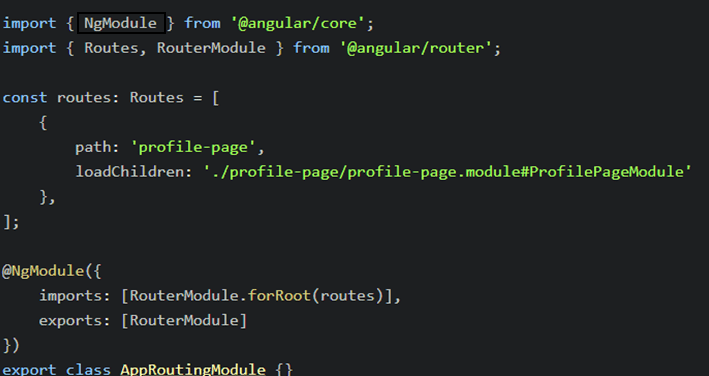 import { NgModule } from '@angular/core';
import { Routes, RouterModule } from '@angular/router';
const routes: Routes = [
{
path: 'profile-page',
loadChildren: './profile-page/profile-page.module#ProfilePageModule'
},
];
@NgModule({
imports: [RouterModule.forRoot(routes)],
exports: [RouterModule]
})
export class AppRoutingModule {}